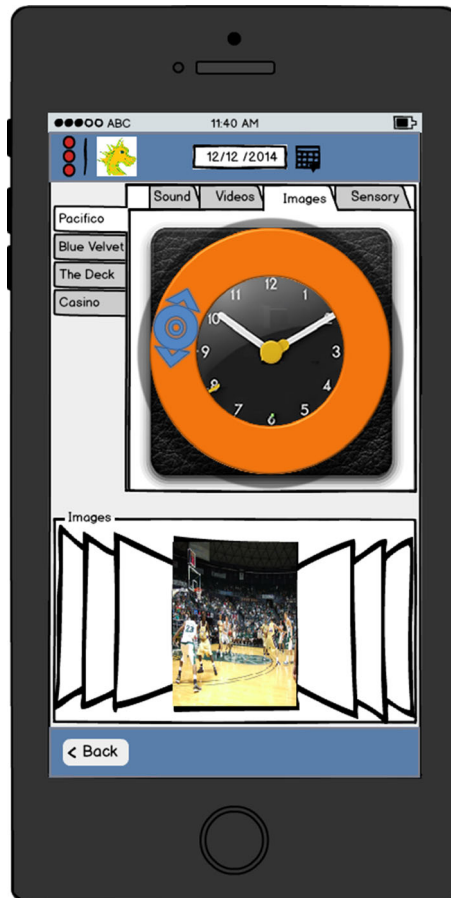 ABC 11:40 AM
12/12 /2014
Sound Videos Images Sensory
Pacifico
Blue Velvet
The Deck
Casino
12
11 1
10 2
9 3
8 4
7 5
6
Images
23
< Back